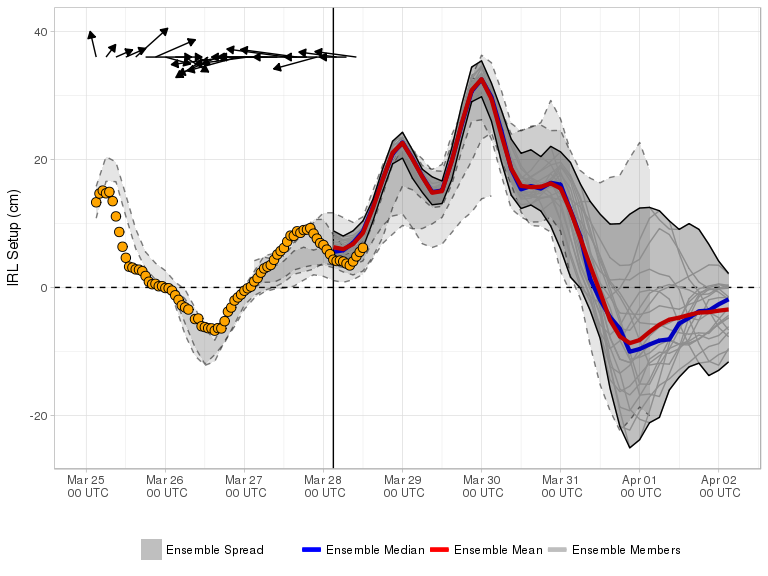 40
20
0
-20
IRL Setup (cm)
Mar 25 Mar 26 Mar 27 Mar 28 Mar 29 Mar 30 Mar 31 Apr 01 Apr 02
00 UTC 00 UTC 00 UTC 00 UTC 00 UTC 00 UTC 00 UTC 00 UTC 00 UTC
Ensemble Spread Ensemble Median Ensemble Mean Ensemble Members